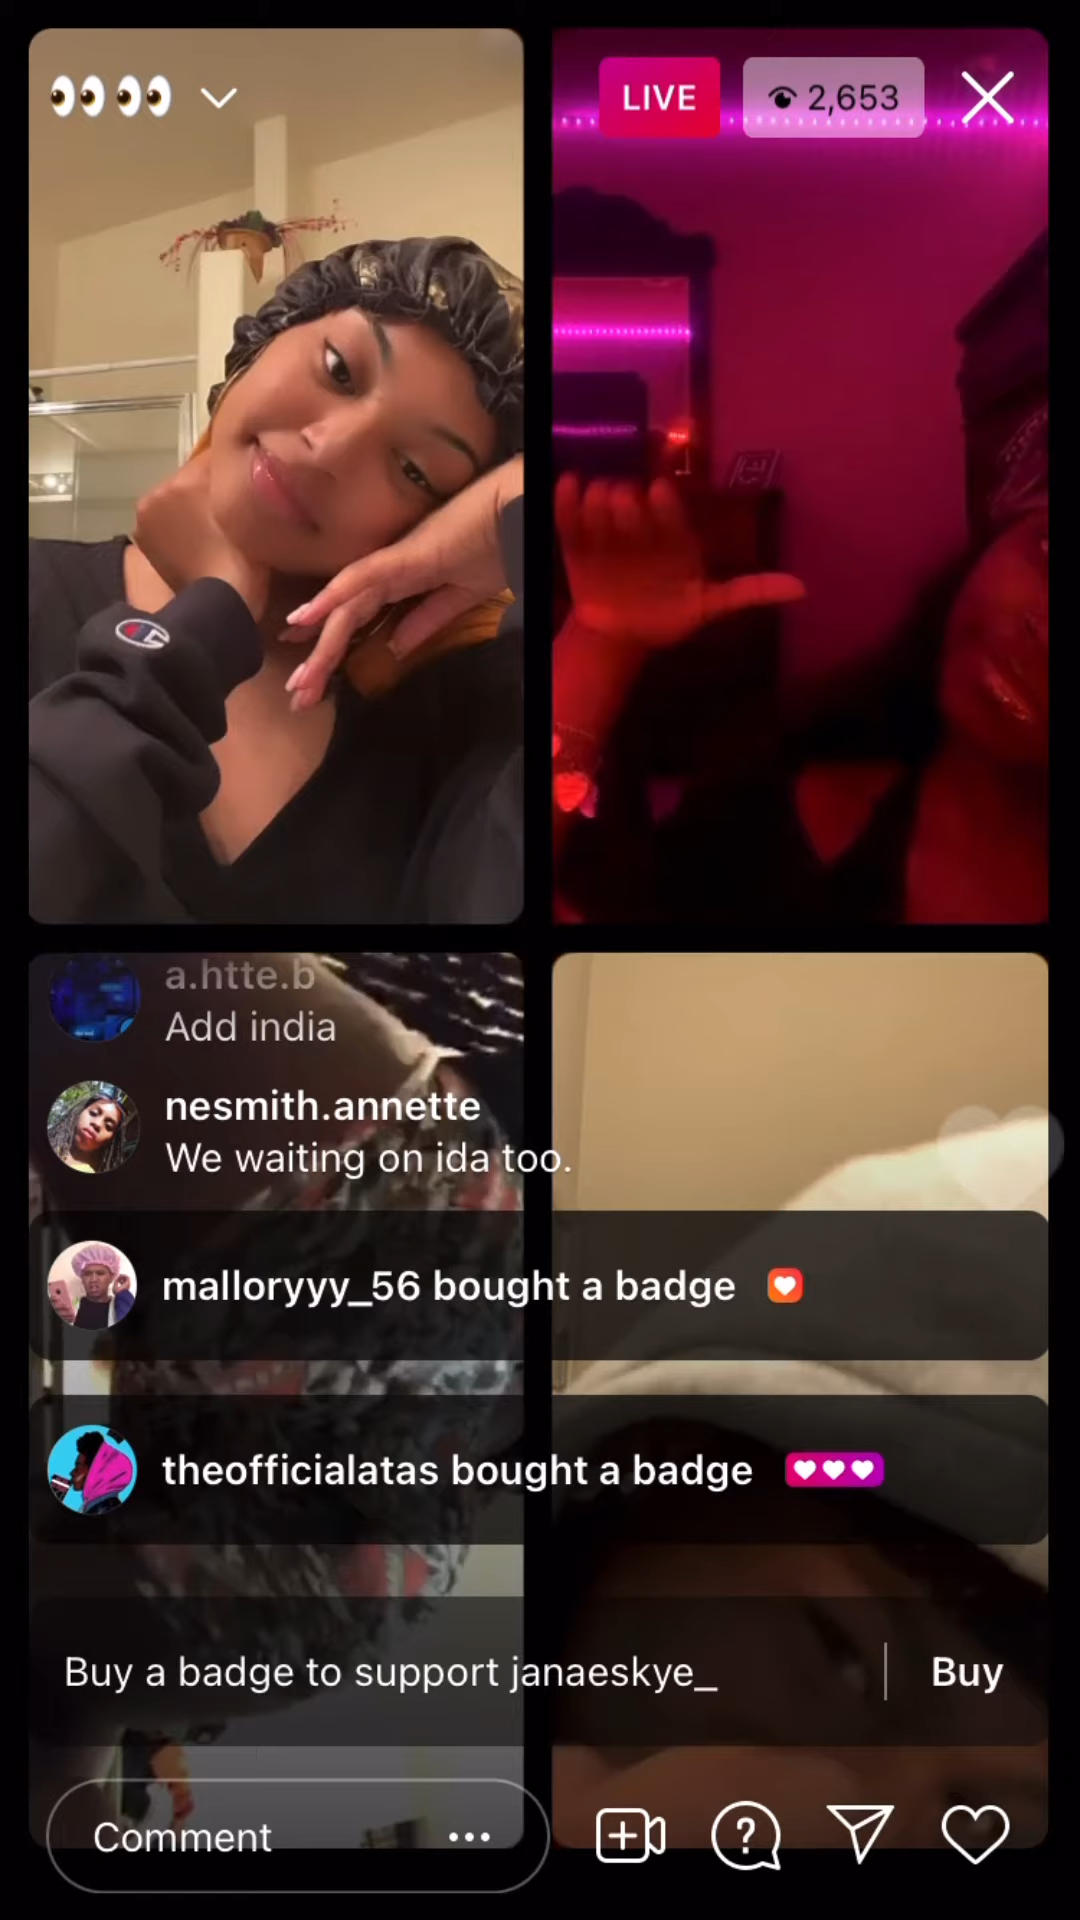 👀👀
LIVE 2,653
a.htte.b
Add india
nesmith.annette
We waiting on ida too.
malloryyy_56 bought a badge
theofficialatas bought a badge
Buy a badge to support janaeskye_ Buy
Comment